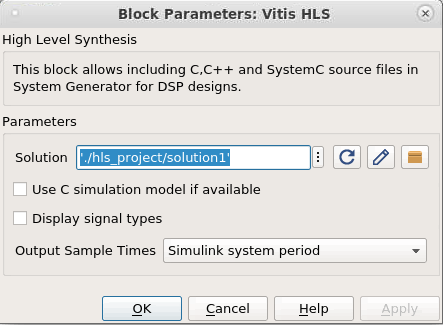 Block Parameters: Vitis HLS
High Level Synthesis
This block allows including C,C++ and SystemC source files in
System Generator for DSP designs.
Parameters
Solution './hls_project/solution1'
Use C simulation model if available
Display signal types
Output Sample Times Simulink system period
OK Cancel Help Apply